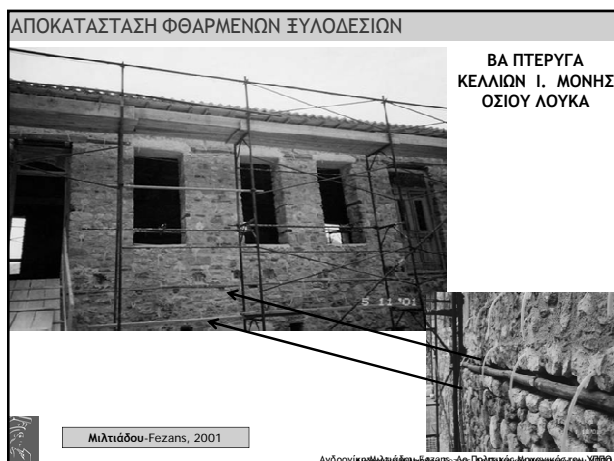 ΑΠΟΚΑΤΑΣΤΑΣΗ ΦΘΑΡΜΕΝΩΝ ΞΥΛΟΔΕΣΙΩΝ
ΒΑ ΠΤΕΡΥΓΑ
ΚΕΛΛΙΩΝ Ι. ΜΟΝΗΣ
ΟΣΙΟΥ ΛΟΥΚΑ
5 11 '01
Μιλτιάδου-Fezans, 2001